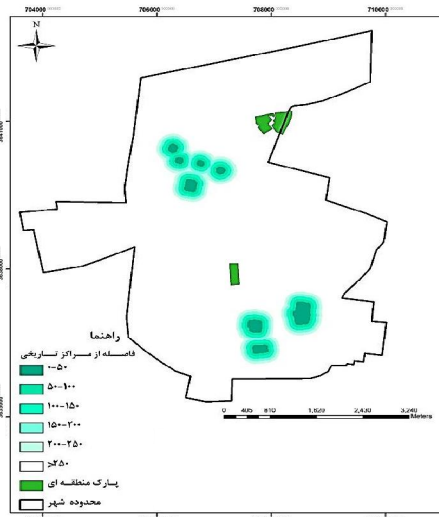 704000
706000
708000
710000
N
راهنما
فاصله از مراکز تاریخی
۰-۵۰
۵۰-۱۰۰
۱۰۰-۱۵۰
۱۵۰-۲۰۰
۲۰۰-۲۵۰
>۲۵۰
پارک منطقه ای
محدوده شهر
0 405 810 1,620 2,430 3,240
Meters